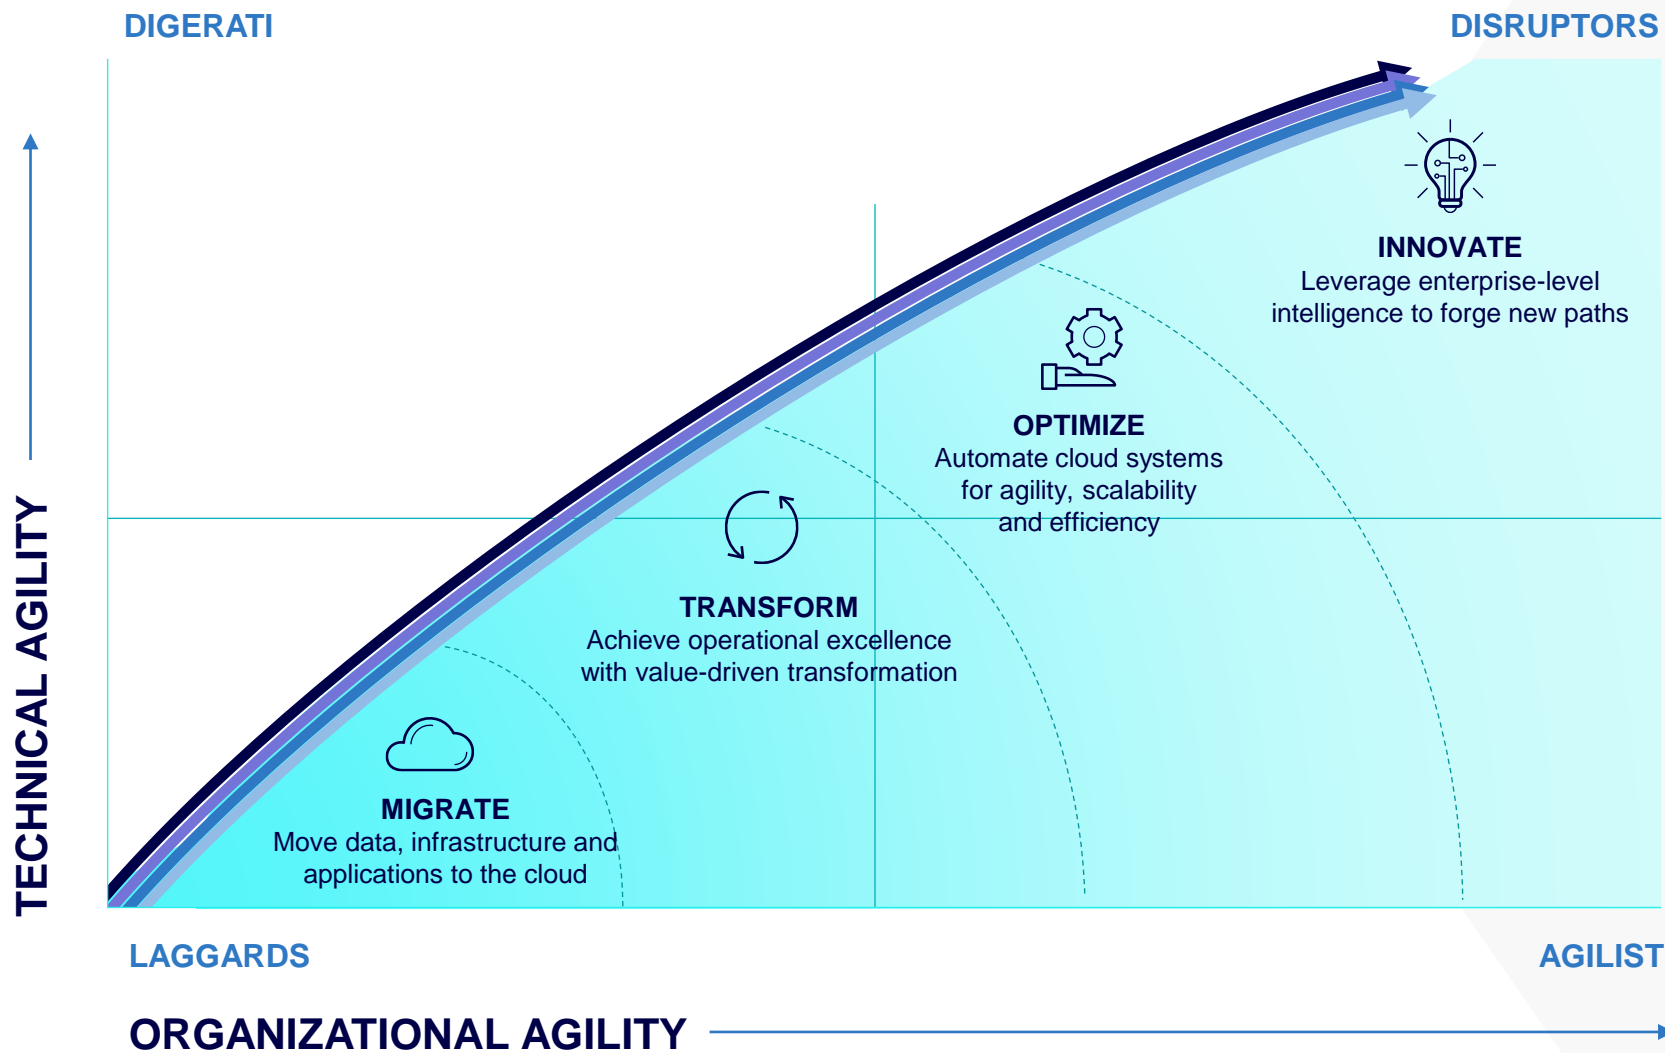 DIGERATI
DISRUPTORS
INNOVATE
Leverage enterprise-level
intelligence to forge new paths
OPTIMIZE
Automate cloud systems
for agility, scalability
and efficiency
TRANSFORM
Achieve operational excellence
with value-driven transformation
MIGRATE
Move data, infrastructure and
applications to the cloud
TECHNICAL AGILITY
LAGGARDS
AGILIST
ORGANIZATIONAL AGILITY